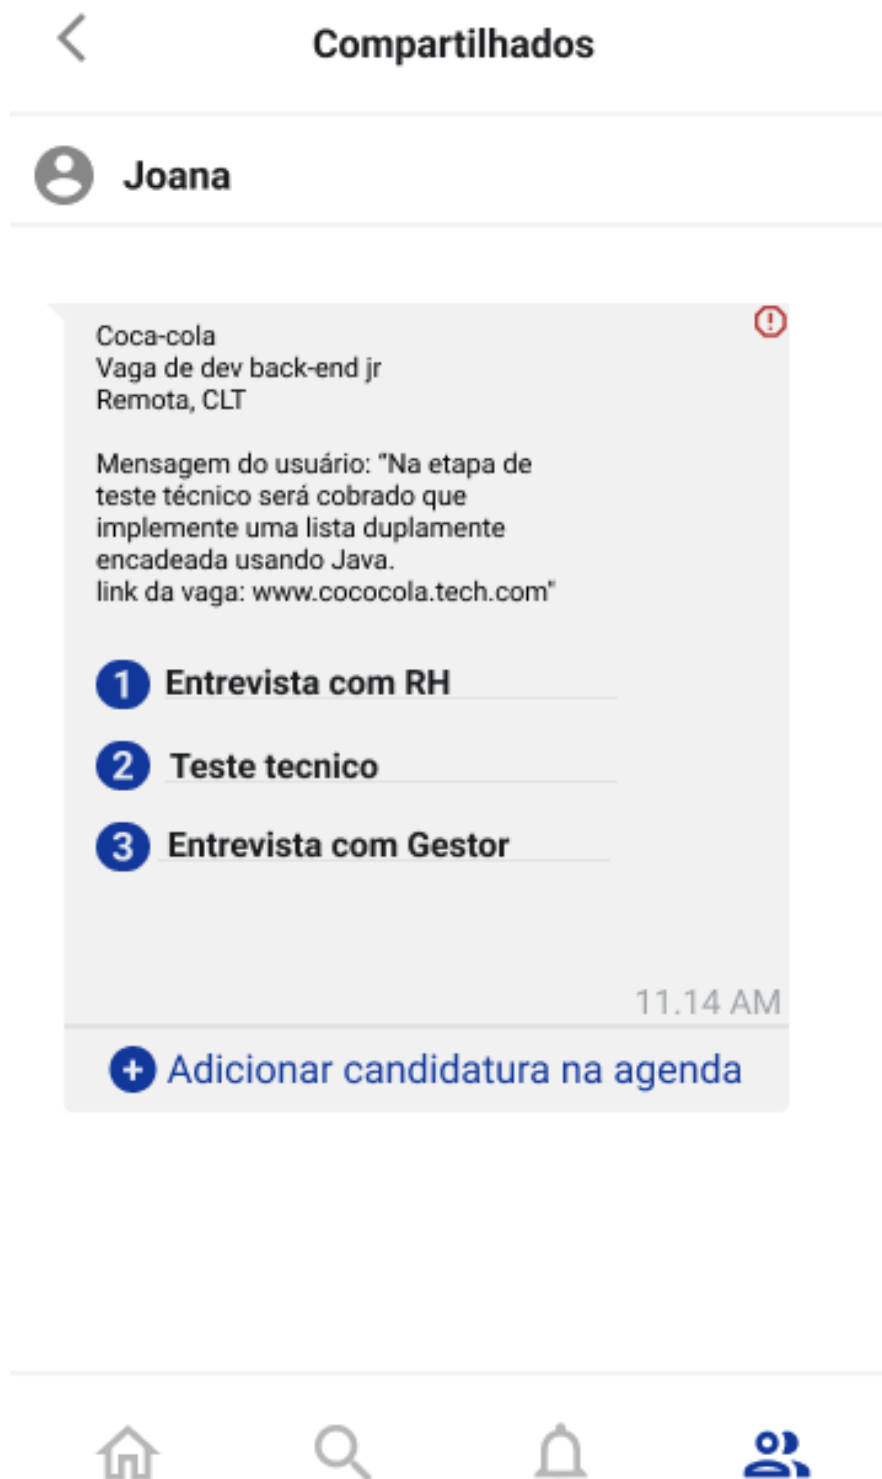 Compartilhados
Joana
Coca-cola
Vaga de dev back-end jr
Remota, CLT
Mensagem do usuário: “Na etapa de
teste técnico será cobrado que
implemente uma lista duplamente
encadeada usando Java.
link da vaga: www.cococola.tech.com"
1 Entrevista com RH
2 Teste tecnico
3 Entrevista com Gestor
11.14 AM
Adicionar candidatura na agenda